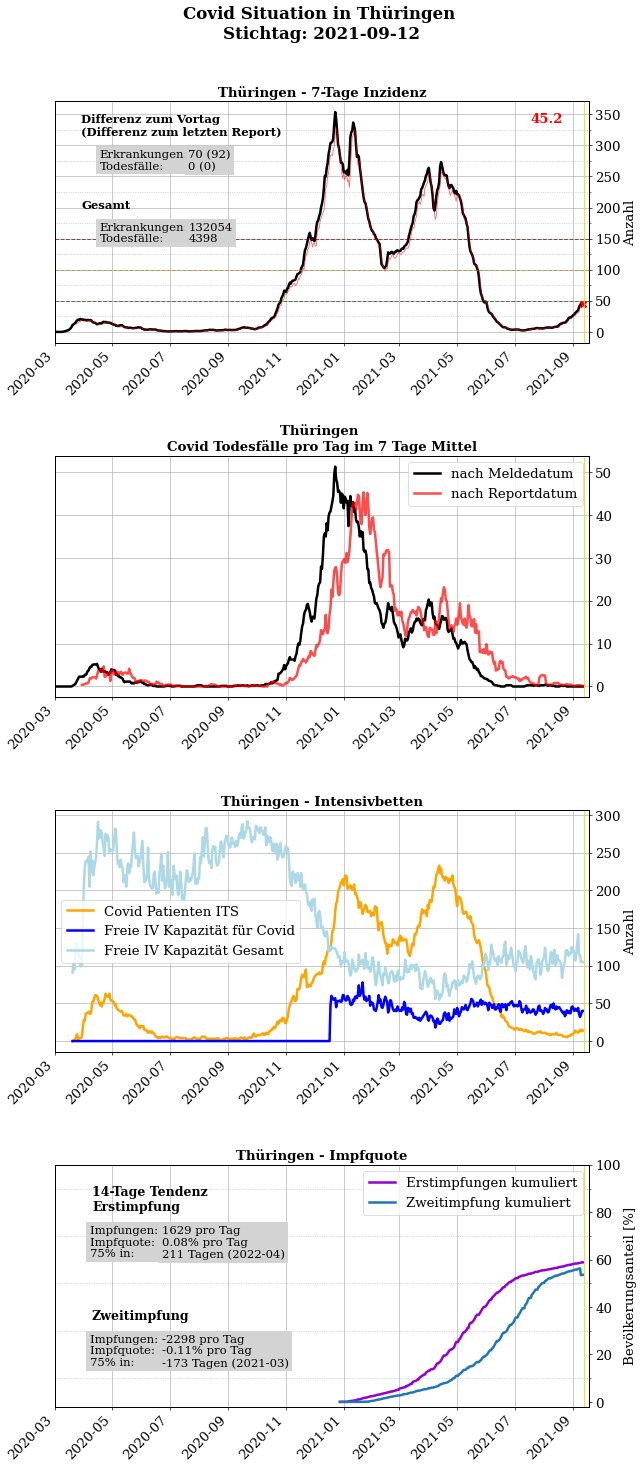 Covid Situation in Thüringen
Stichtag: 2021-09-12
Thüringen - 7-Tage Inzidenz
Differenz zum Vortag
(Differenz zum letzten Report)
Erkrankungen 70 (92)
Todesfälle: 0 (0)
Gesamt
Erkrankungen 132054
Todesfälle: 4398
45.2
350
300
250
200
150
100
50
0
Anzahl
2020-03
2020-05
2020-07
2020-09
2020-11
2021-01
2021-03
2021-05
2021-07
2021-09
Thüringen
Covid Todesfälle pro Tag im 7 Tage Mittel
nach Meldedatum
nach Reportdatum
50
40
30
20
10
0
2020-03
2020-05
2020-07
2020-09
2020-11
2021-01
2021-03
2021-05
2021-07
2021-09
Thüringen - Intensivbetten
Covid Patienten ITS
Freie IV Kapazität für Covid
Freie IV Kapazität Gesamt
300
250
200
150
100
50
0
Anzahl
2020-03
2020-05
2020-07
2020-09
2020-11
2021-01
2021-03
2021-05
2021-07
2021-09
Thüringen - Impfquote
14-Tage Tendenz
Erstimpfung
Impfungen: 1629 pro Tag
Impfquote: 0.08% pro Tag
75% in: 211 Tagen (2022-04)
Zweitimpfung
Impfungen: -2298 pro Tag
Impfquote: -0.11% pro Tag
75% in: -173 Tagen (2021-03)
Erstimpfungen kumuliert
Zweitimpfung kumuliert
100
80
60
40
20
0
Bevölkerungsanteil [%]
2020-03
2020-05
2020-07
2020-09
2020-11
2021-01
2021-03
2021-05
2021-07
2021-09